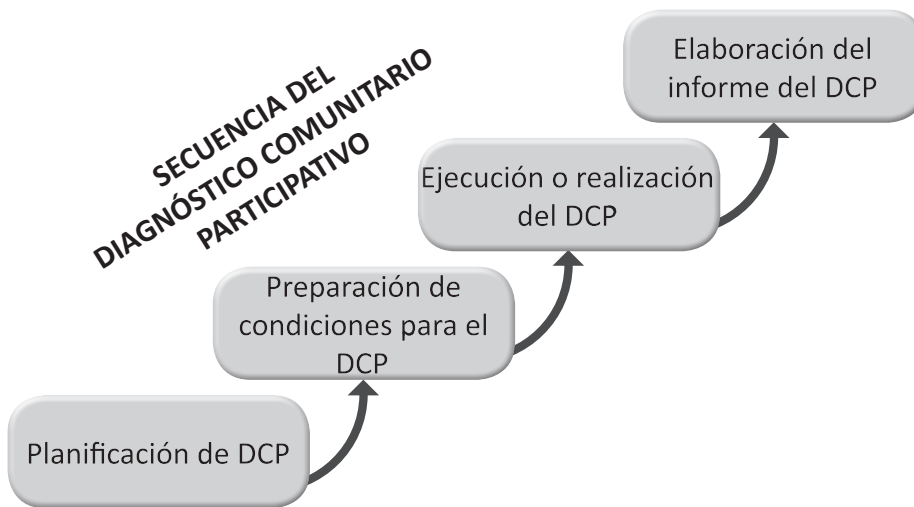 SECUENCIA DEL
DIAGNÓSTICO COMUNITARIO
PARTICIPATIVO
Elaboración del
informe del DCP
Ejecución o realización
del DCP
Preparación de
condiciones para el
DCP
Planificación de DCP